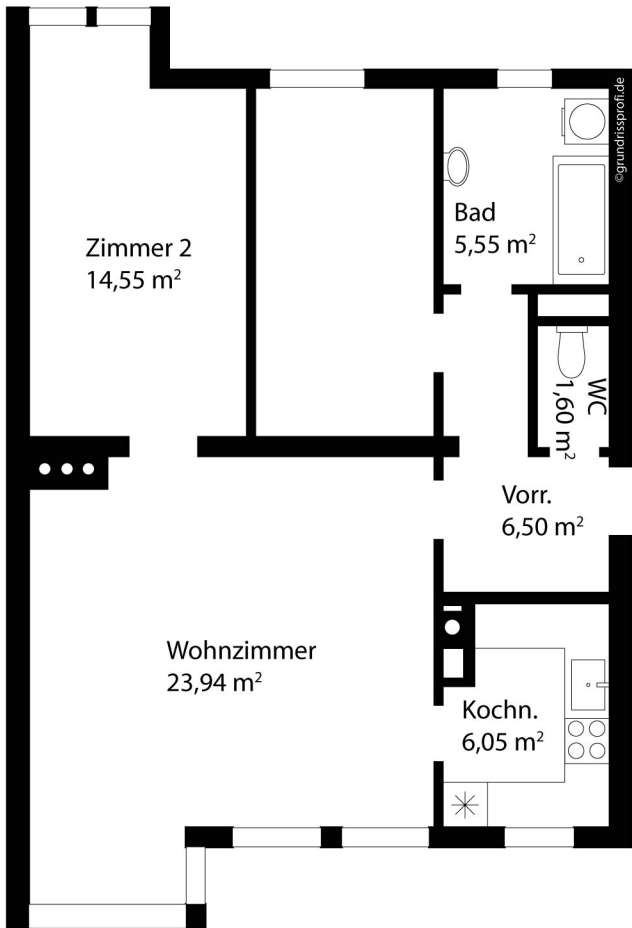 ©grundrissprofi.de
Zimmer 2
14,55 m²
Bad
5,55 m²
WC
1,60 m²
Vorr.
6,50 m²
Wohnzimmer
23,94 m²
Kochn.
6,05 m²